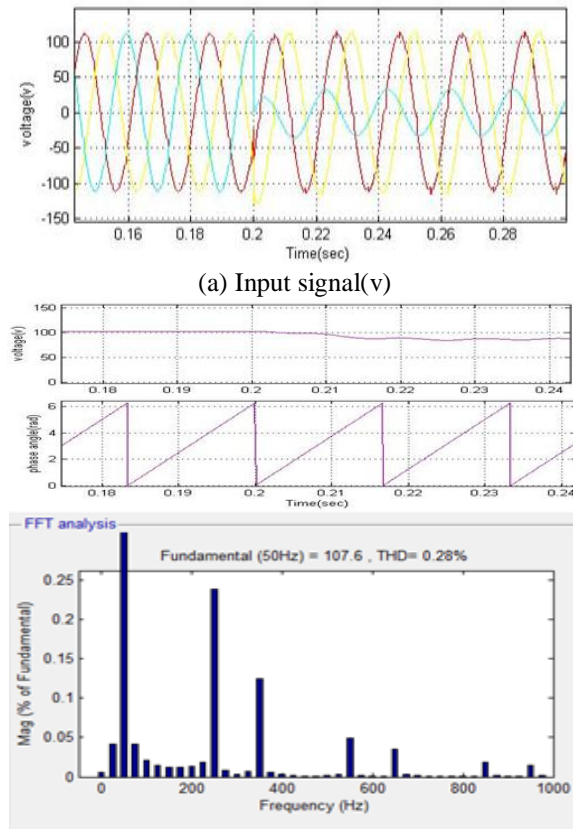 100
50
0
-50
-100
-150
voltage(v)
0.16 0.18 0.2 0.22 0.24 0.26 0.28
Time(sec)
(a) Input signal(v)
150
100
50
0
voltage(v)
0.18 0.19 0.2 0.21 0.22 0.23 0.24
6
4
2
0
phase angle(rad)
0.18 0.19 0.2 0.21 0.22 0.23 0.24
Time(sec)
FFT analysis
Fundamental (50Hz) = 107.6 , THD= 0.28%
0.25
0.2
0.15
0.1
0.05
0
Mag (% of Fundamental)
0 200 400 600 800 1000
Frequency (Hz)